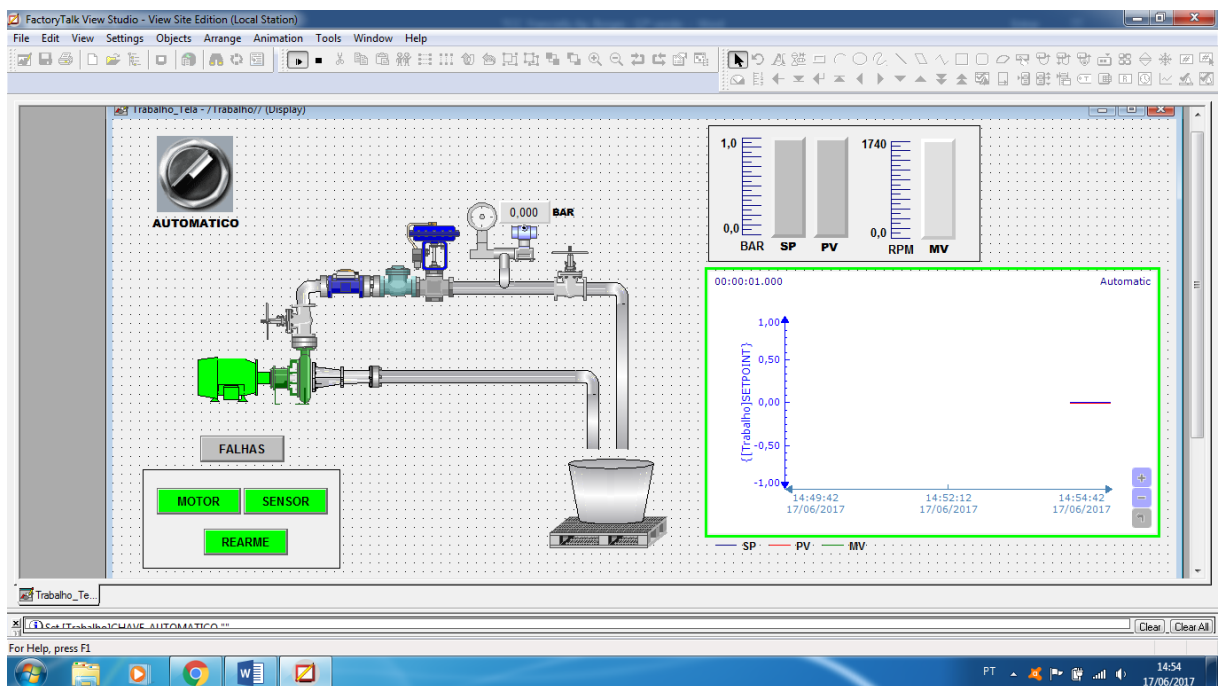 FactoryTalk View Studio - View Site Edition (Local Station)
File Edit View Settings Objects Arrange Animation Tools Window Help
Trabalho_Tela - /Trabalho// (Display)
AUTOMATICO
0,000 BAR
1,0
0,0
BAR SP PV
1740
0,0
RPM MV
00:00:01.000 Automatic
{[Trabalho]SETPOINT}
1,00
0,50
0,00
-0,50
-1,00
14:49:42 14:52:12 14:54:42
17/06/2017 17/06/2017 17/06/2017
SP PV MV
FALHAS
MOTOR SENSOR
REARME
Trabalho_Te...
Set [Trabalho]CHAVE_AUTOMATICO ""
Clear Clear All
For Help, press F1
PT 14:54
17/06/2017